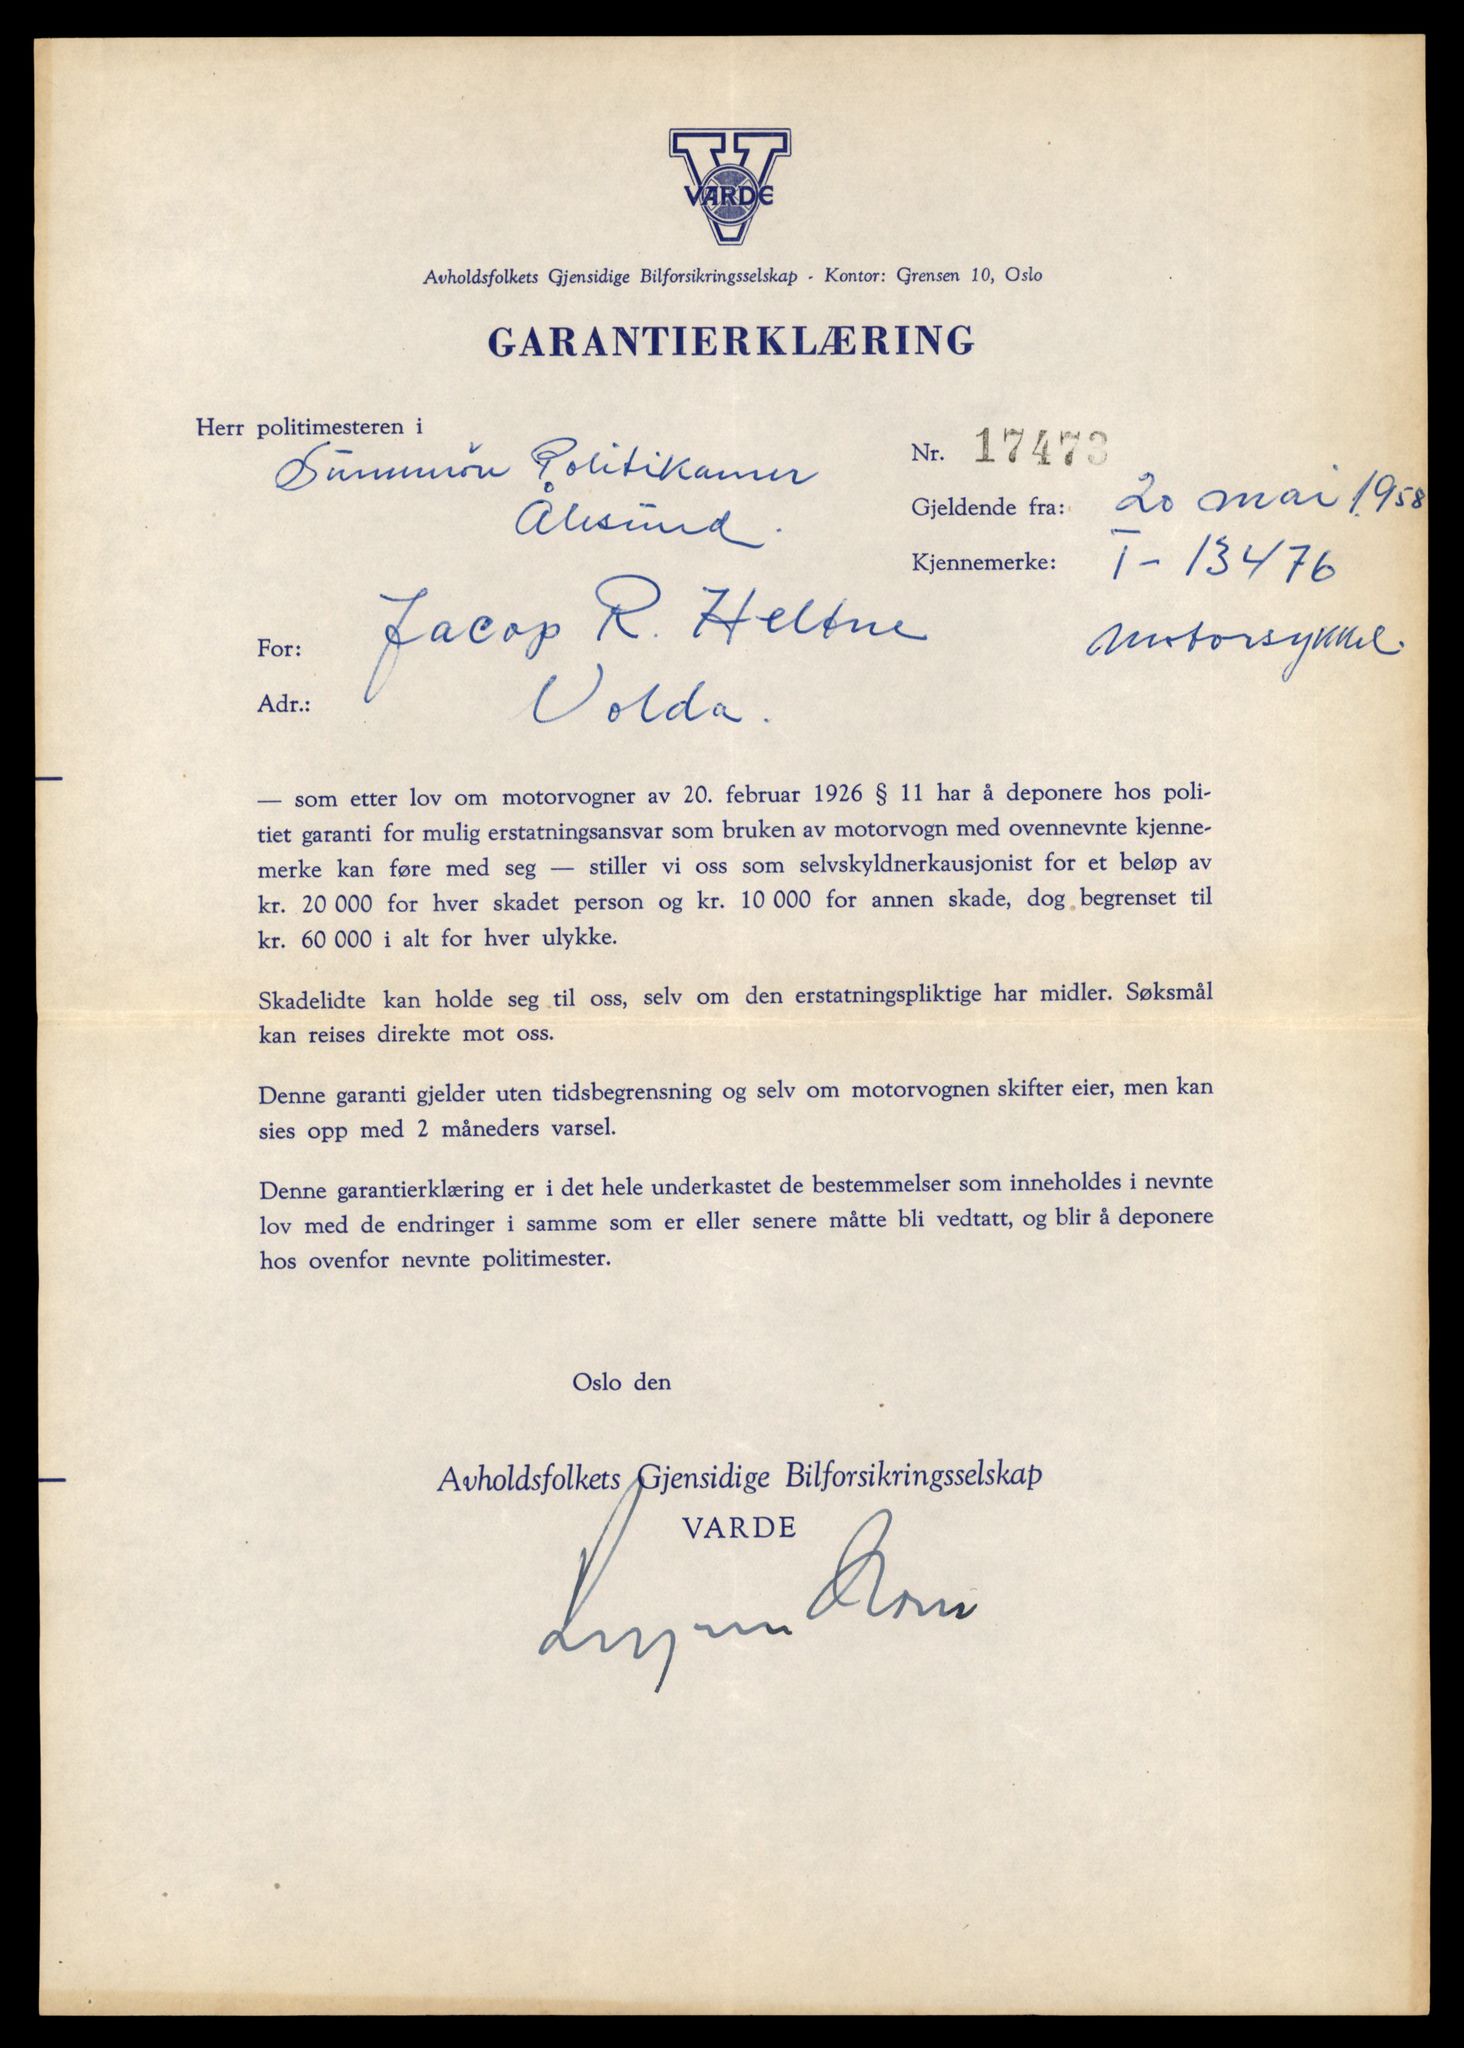 VARDE
Avholdsfolkets Gjensidige Bilforsikringsselskap - Kontor: Grensen 10, Oslo
GARANTIERKLÆRING
Herr politimesteren i
Sunnmör Politikamer
Ålesund.
Nr. 17473
Gjeldende fra: 20 mai 1958
Kjennemerke: T-13476
motorsykkel.
For: Jacop R. Heltne
Adr.: Volda.
— som etter lov om motorvogner av 20. februar 1926 § 11 har å deponere hos poli-
tiet garanti for mulig erstatningsansvar som bruken av motorvogn med ovennevnte kjenne-
merke kan føre med seg — stiller vi oss som selvskyldnerkausjonist for et beløp av
kr. 20 000 for hver skadet person og kr. 10 000 for annen skade, dog begrenset til
kr. 60 000 i alt for hver ulykke.
Skadelidte kan holde seg til oss, selv om den erstatningspliktige har midler. Søksmål
kan reises direkte mot oss.
Denne garanti gjelder uten tidsbegrensning og selv om motorvognen skifter eier, men kan
sies opp med 2 måneders varsel.
Denne garantierklæring er i det hele underkastet de bestemmelser som inneholdes i nevnte
lov med de endringer i samme som er eller senere måtte bli vedtatt, og blir å deponere
hos ovenfor nevnte politimester.
Oslo den
Avholdsfolkets Gjensidige Bilforsikringsselskap
VARDE